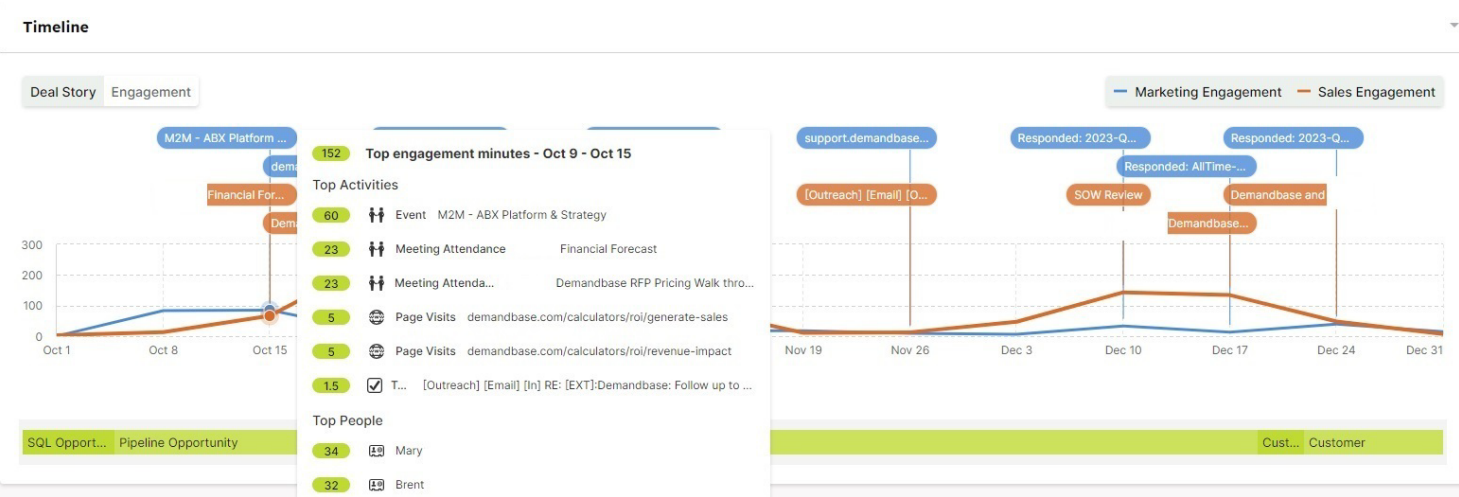 Timeline
Deal Story Engagement
Marketing Engagement Sales Engagement
M2M - ABX Platform ...
support.demandbase...
Responded: 2023-Q...
Responded: 2023-Q...
dema
Responded: AllTime-...
Financial For...
[Outreach] [Email] [O...
SOW Review
Demandbase and
Dem
Demandbase...
152 Top engagement minutes - Oct 9 - Oct 15
Top Activities
60 Event M2M - ABX Platform & Strategy
23 Meeting Attendance Financial Forecast
23 Meeting Attenda... Demandbase RFP Pricing Walk thro...
5 Page Visits demandbase.com/calculators/roi/generate-sales
5 Page Visits demandbase.com/calculators/roi/revenue-impact
1.5 T... [Outreach] [Email] [In] RE: [EXT]:Demandbase: Follow up to ...
Top People
34 Mary
32 Brent
300
200
100
0
Oct 1 Oct 8 Oct 15 Nov 19 Nov 26 Dec 3 Dec 10 Dec 17 Dec 24 Dec 31
SQL Opport... Pipeline Opportunity Cust... Customer